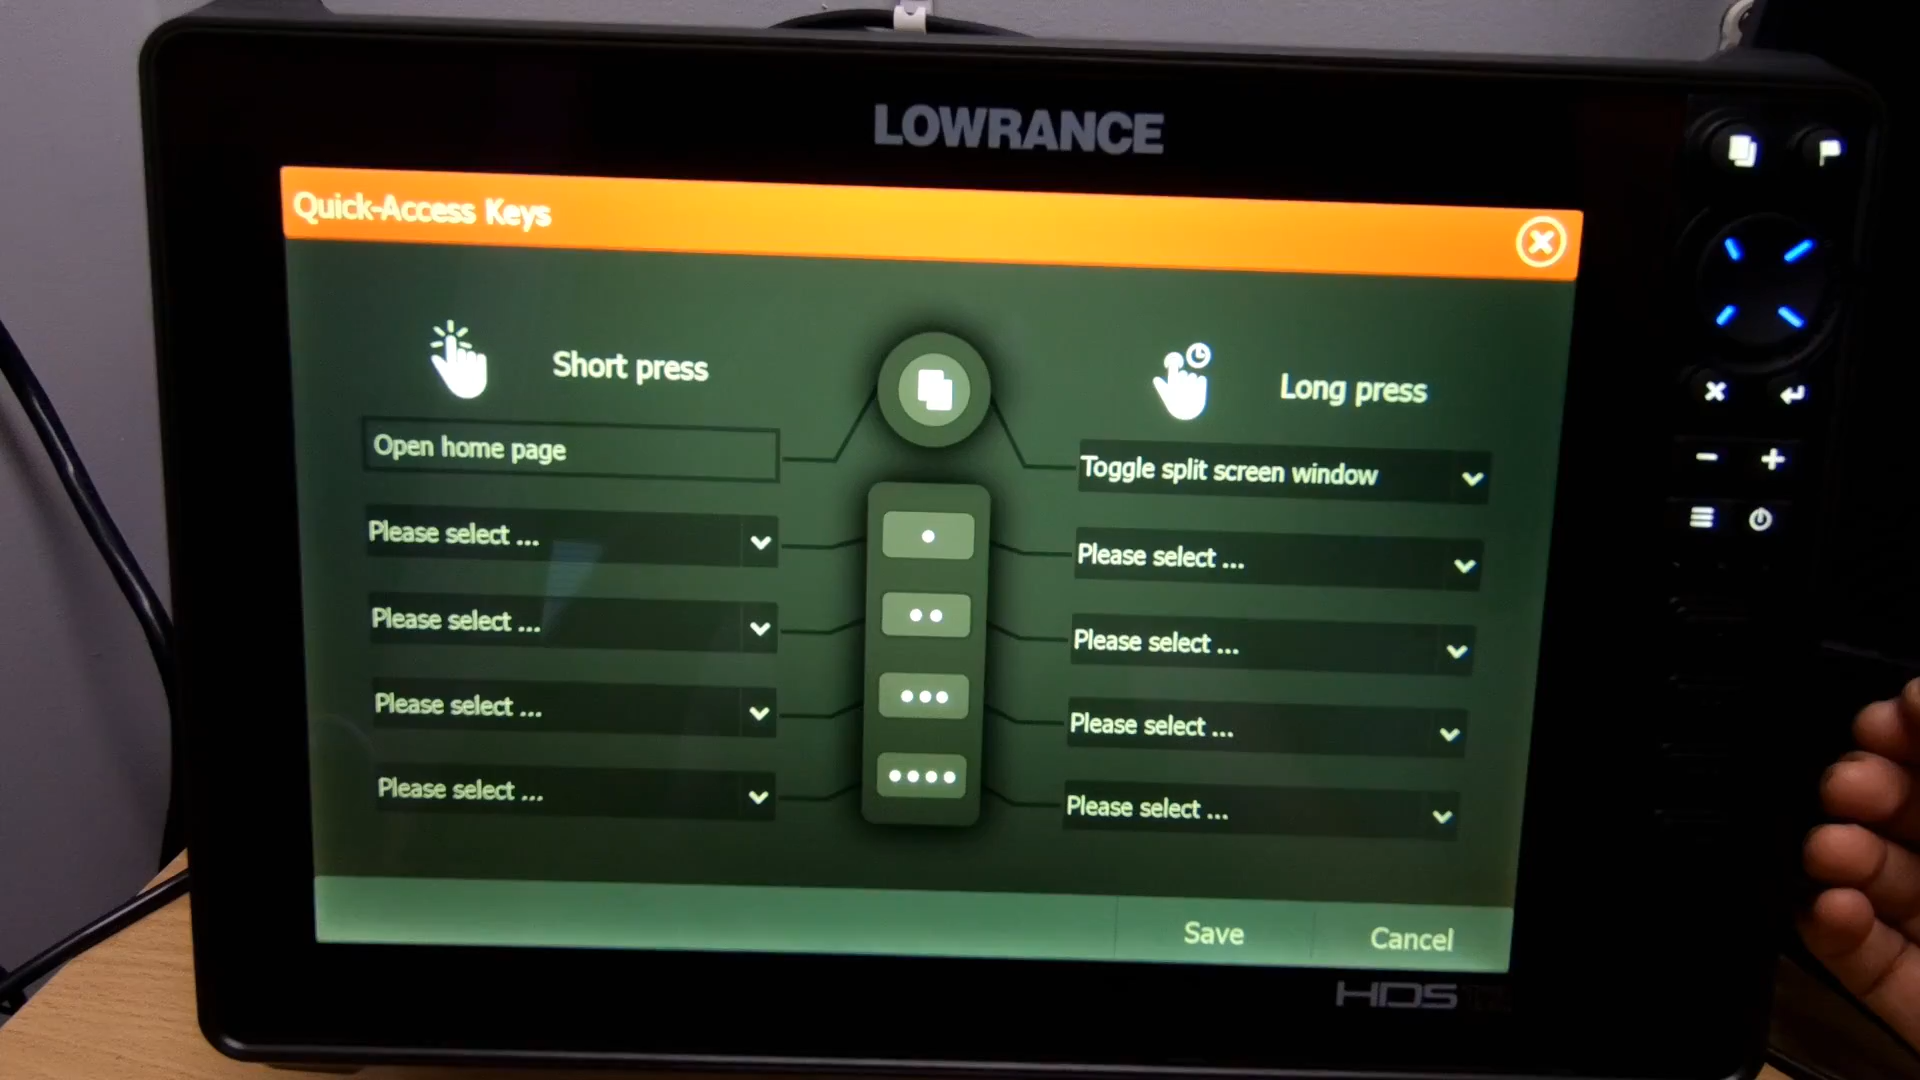 LOWRANCE
Quick-Access Keys
Short press
Long press
Open home page
Toggle split screen window
Please select ...
Please select ...
Please select ...
Please select ...
Please select ...
Please select ...
Please select ...
Please select ...
Save
Cancel
HDS